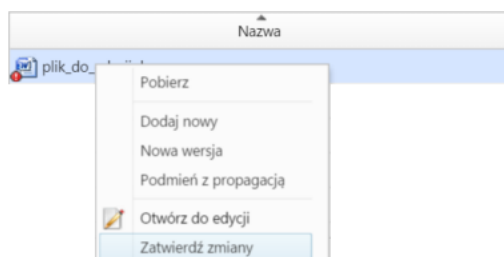 Nazwa
plik_do_
Pobierz
Dodaj nowy
Nowa wersja
Podmień z propagacją
Otwórz do edycji
Zatwierdź zmiany